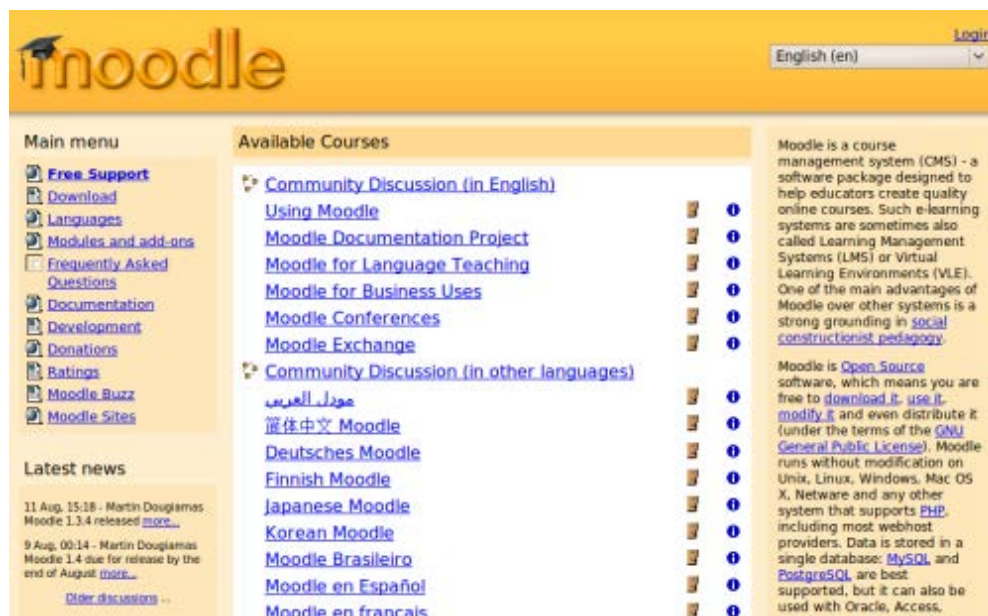 moodle
Login
English (en)
Main menu
Free Support
Download
Languages
Modules and add-ons
Frequently Asked
Questions
Documentation
Development
Donations
Ratings
Moodle Buzz
Moodle Sites
Latest news
11 Aug, 15:18 - Martin Dougiamas
Moodle 1.3.4 released more...
9 Aug, 00:14 - Martin Dougiamas
Moodle 1.4 due for release by the
end of August more...
Older discussions ...
Available Courses
Community Discussion (in English)
Using Moodle
Moodle Documentation Project
Moodle for Language Teaching
Moodle for Business Uses
Moodle Conferences
Moodle Exchange
Community Discussion (in other languages)
مودل العربي
简体中文 Moodle
Deutsches Moodle
Finnish Moodle
Japanese Moodle
Korean Moodle
Moodle Brasileiro
Moodle en Español
Moodle en français
Moodle is a course
management system (CMS) - a
software package designed to
help educators create quality
online courses. Such e-learning
systems are sometimes also
called Learning Management
Systems (LMS) or Virtual
Learning Environments (VLE).
One of the main advantages of
Moodle over other systems is a
strong grounding in social
constructionist pedagogy.
Moodle is Open Source
software, which means you are
free to download it, use it,
modify it and even distribute it
(under the terms of the GNU
General Public License). Moodle
runs without modification on
Unix, Linux, Windows, Mac OS
X, Netware and any other
system that supports PHP,
including most webhost
providers. Data is stored in a
single database: MySQL and
PostgreSQL are best
supported, but it can also be
used with Oracle, Access,